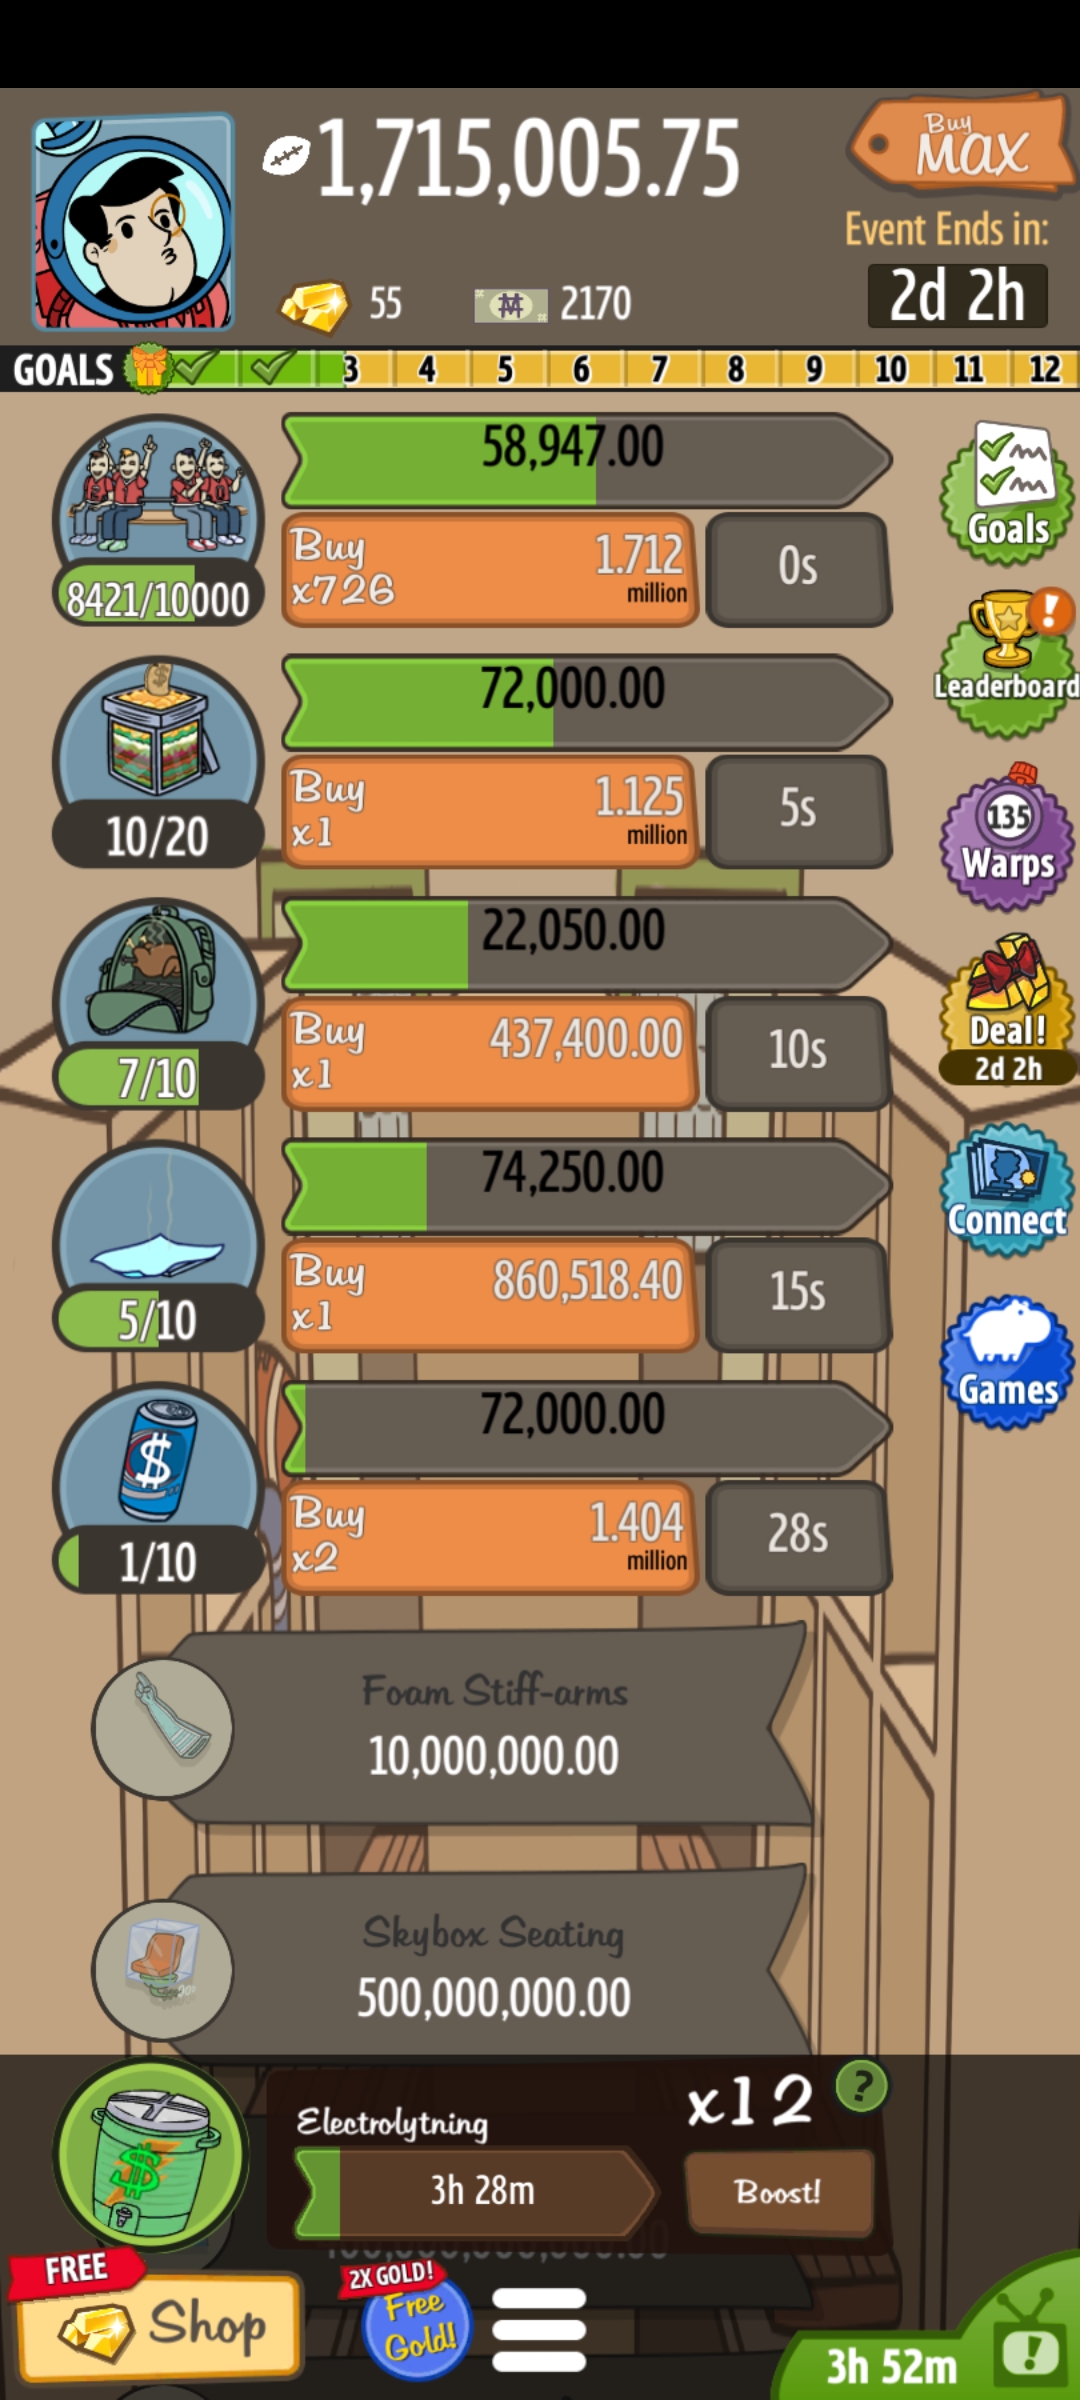 1,715,005.75
Buy
MAX
Event Ends in:
55
2170
2d 2h
GOALS
3 4 5 6 7 8 9 10 11 12
58,947.00
Buy
x726
1.712
million
0s
8421/10000
Goals
Leaderboard
72,000.00
Buy
x1
1.125
million
5s
10/20
135
Warps
22,050.00
Buy
x1
437,400.00
10s
7/10
Deal!
2d 2h
74,250.00
Buy
x1
860,518.40
15s
5/10
Connect
72,000.00
Buy
x2
1.404
million
28s
1/10
Games
Foam Stiff-arms
10,000,000.00
Skybox Seating
500,000,000.00
Electrolytning
x12
?
3h 28m
Boost!
FREE
Shop
2X GOLD!
Free
Gold!
3h 52m